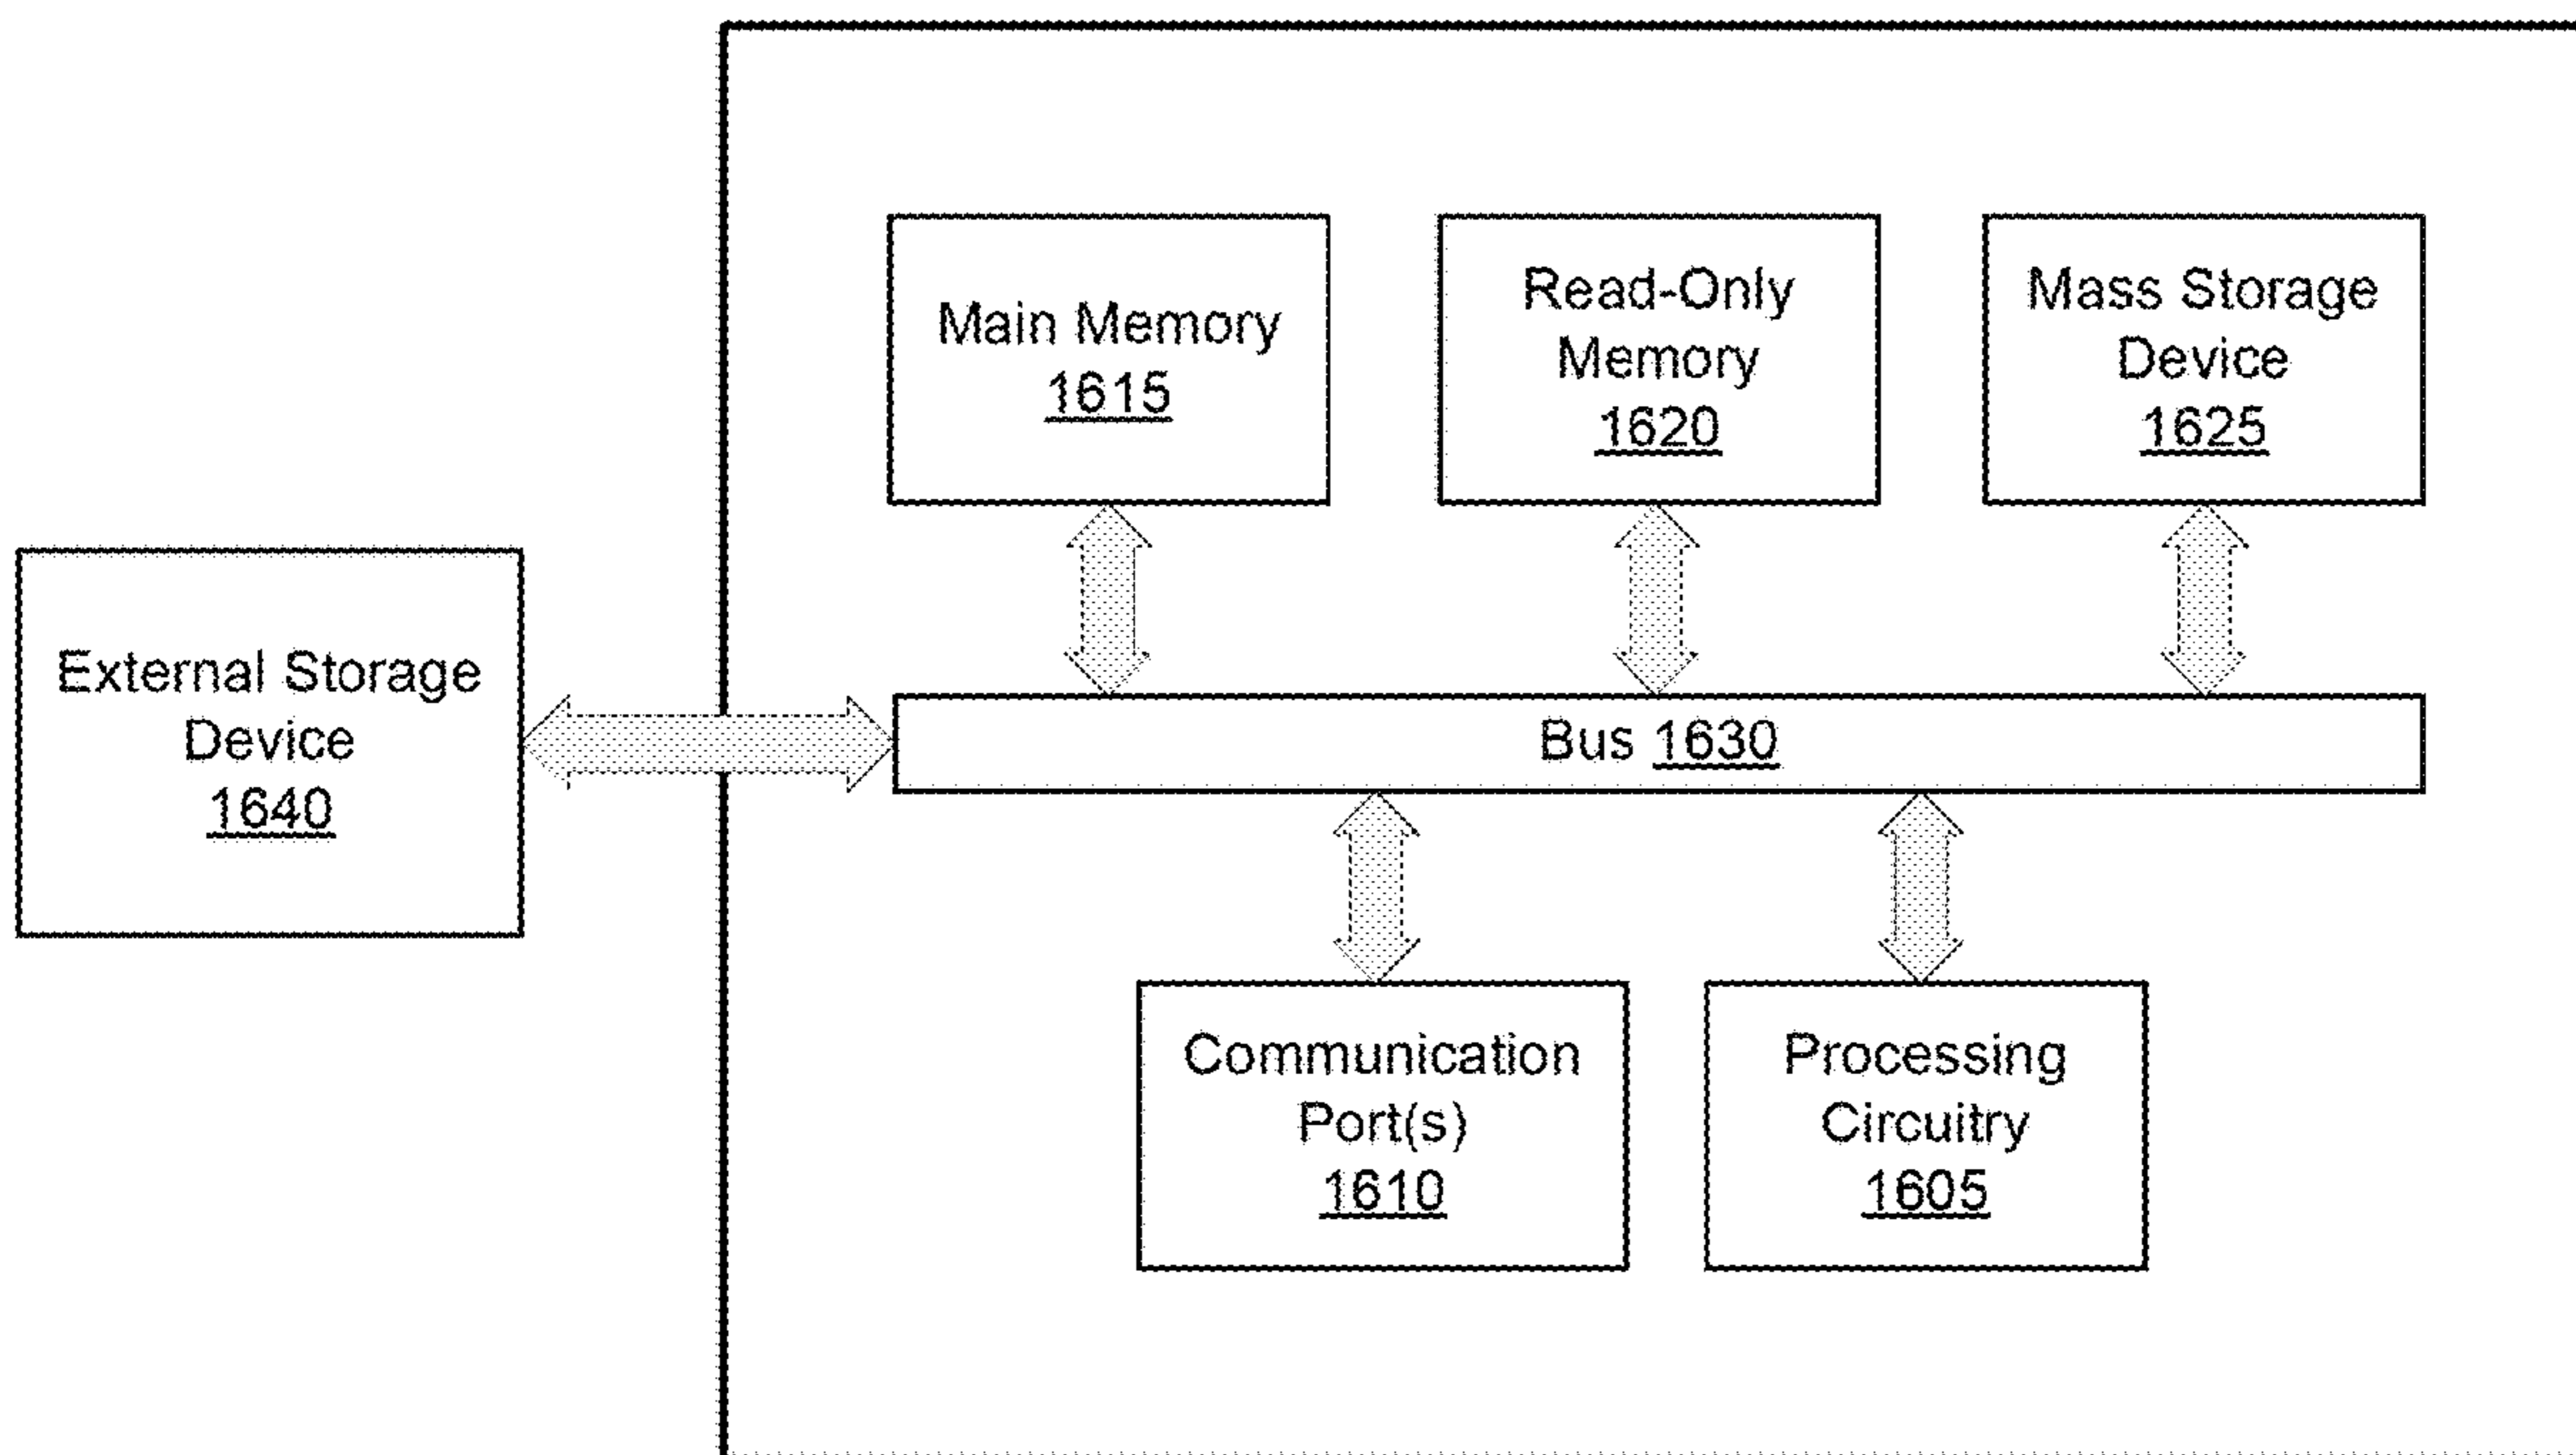 Main Memory
1615
Read-Only
Memory
1620
Mass Storage
Device
1625
External Storage
Device
1640
Bus 1630
Communication
Port(s)
1610
Processing
Circuitry
1605